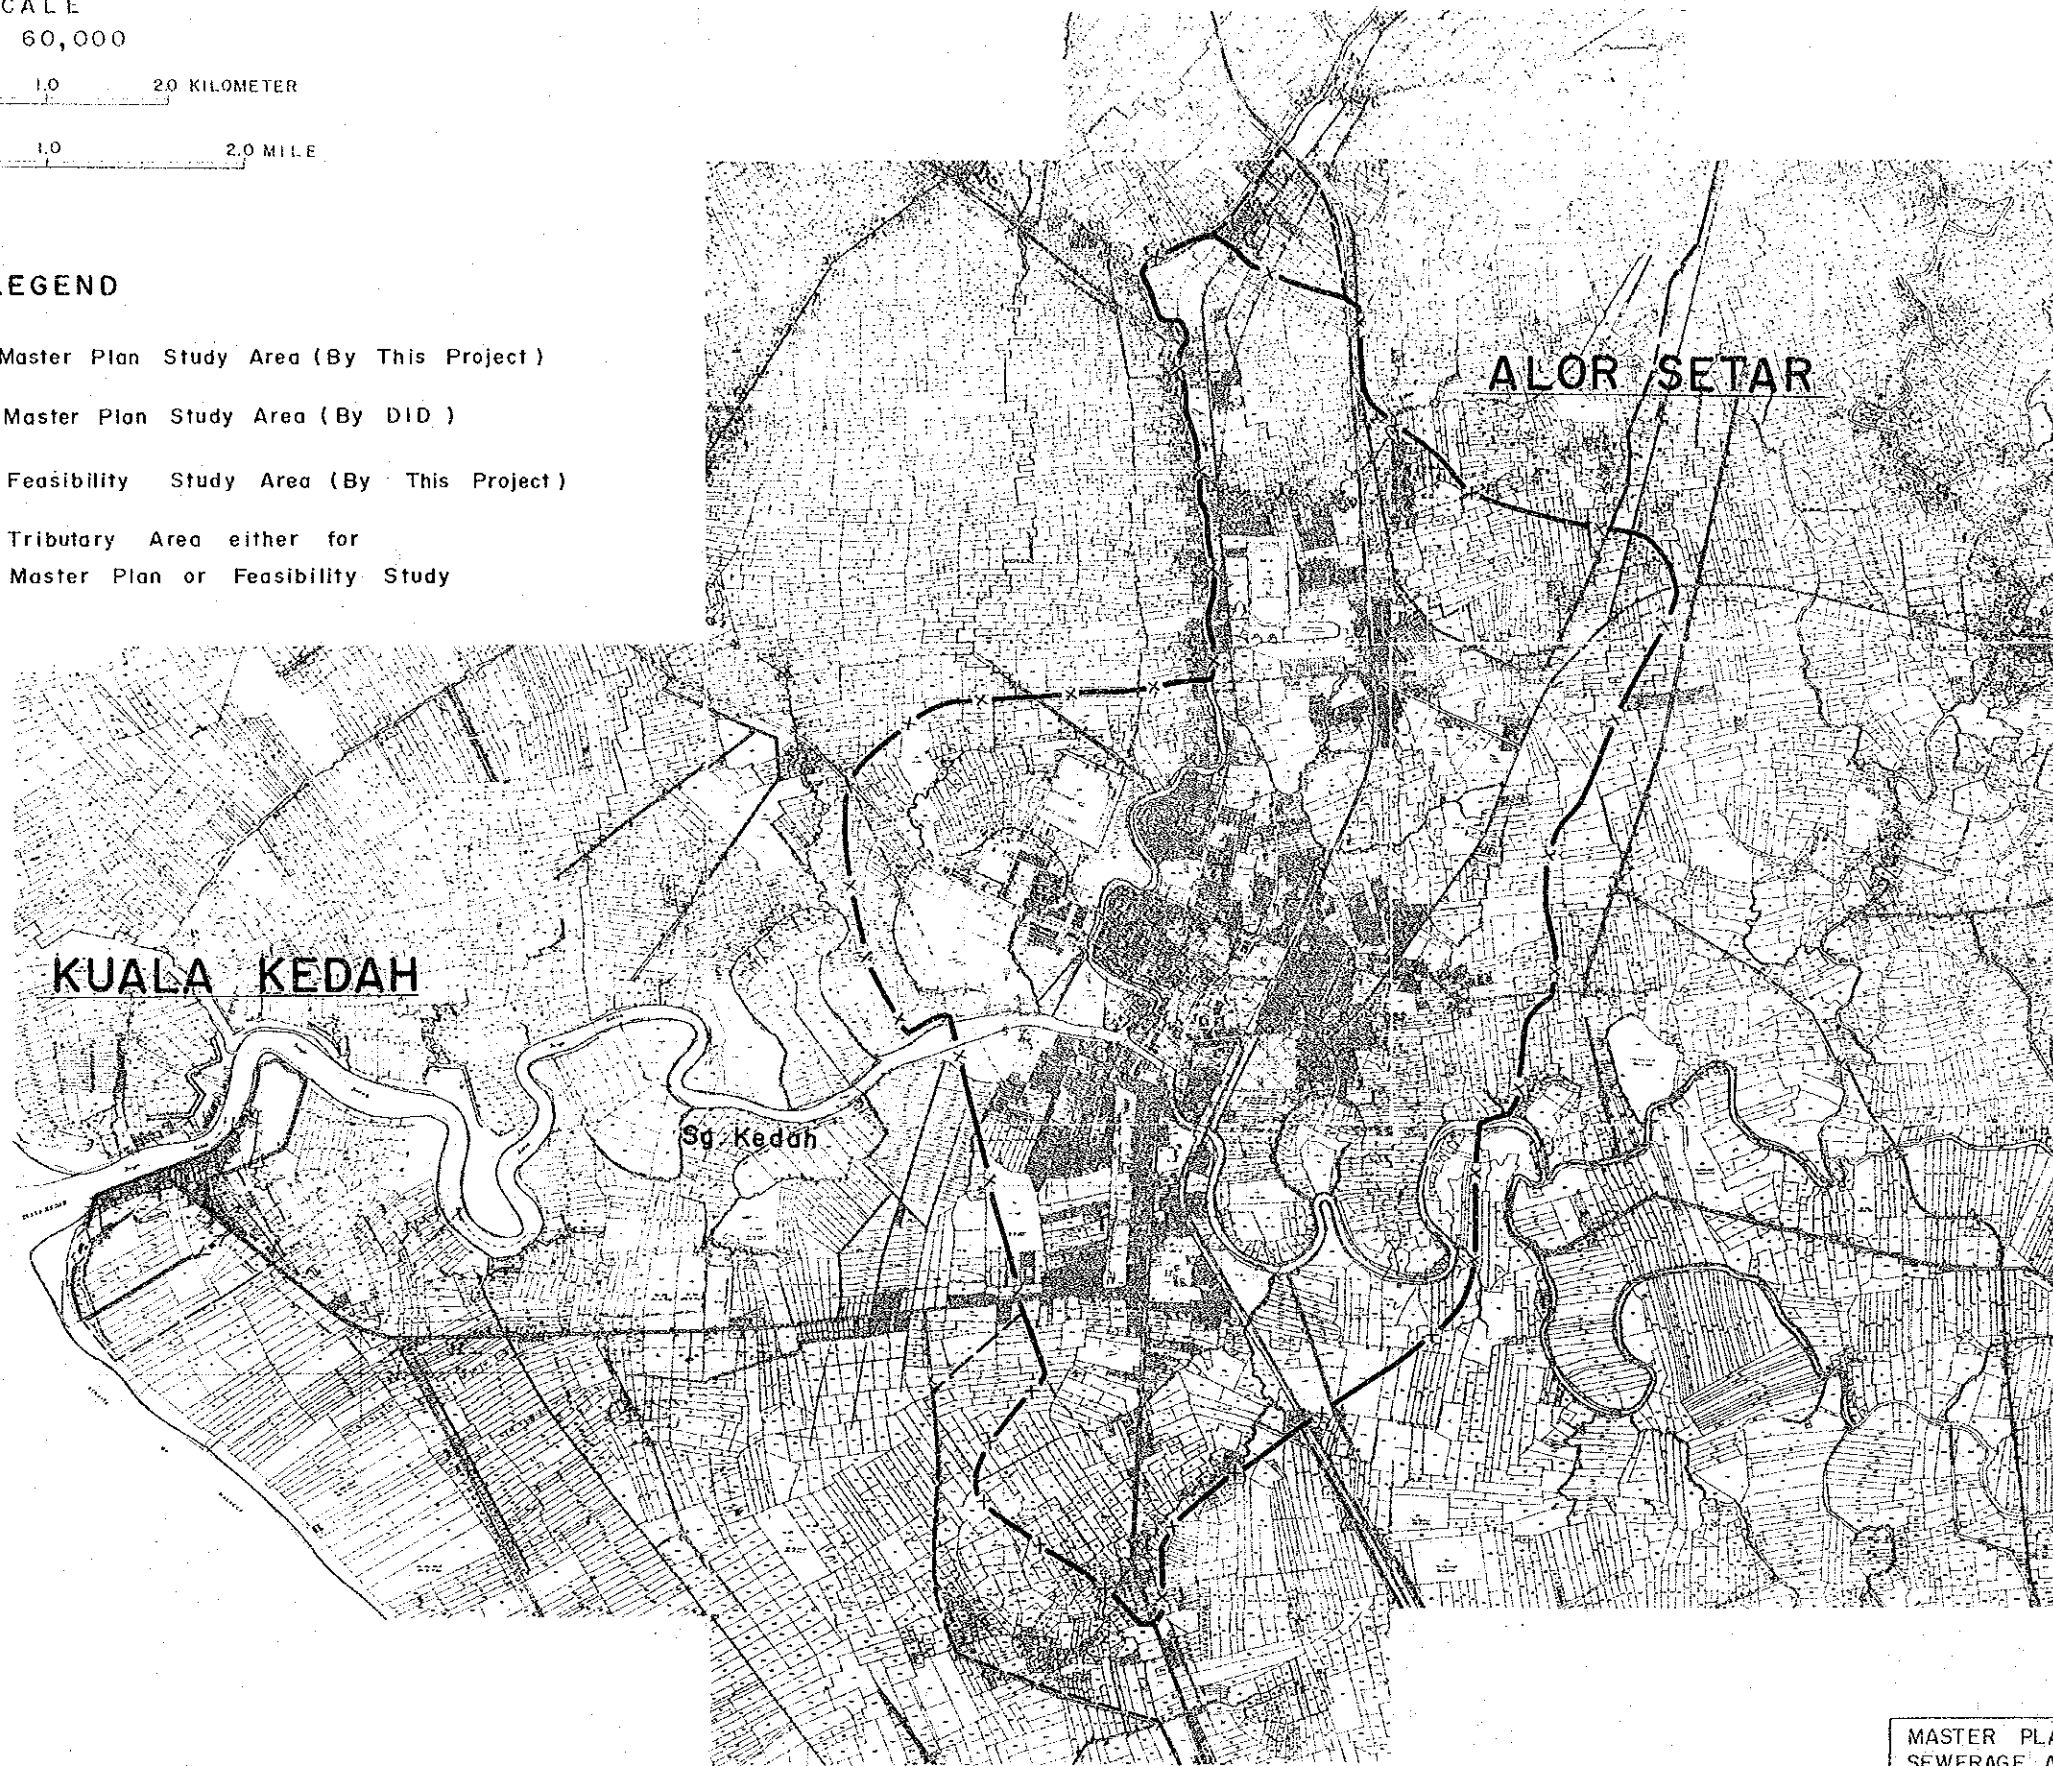 CALE
60,000
1.0 2.0 KILOMETER
1.0 2.0 MILE
LEGEND
Master Plan Study Area (By This Project)
Master Plan Study Area (By DID)
Feasibility Study Area (By This Project)
Tributary Area either for
Master Plan or Feasibility Study
ALOR SETAR
KUALA KEDAH
Sg. Kedah
MASTER PLA
SEWERAGE A